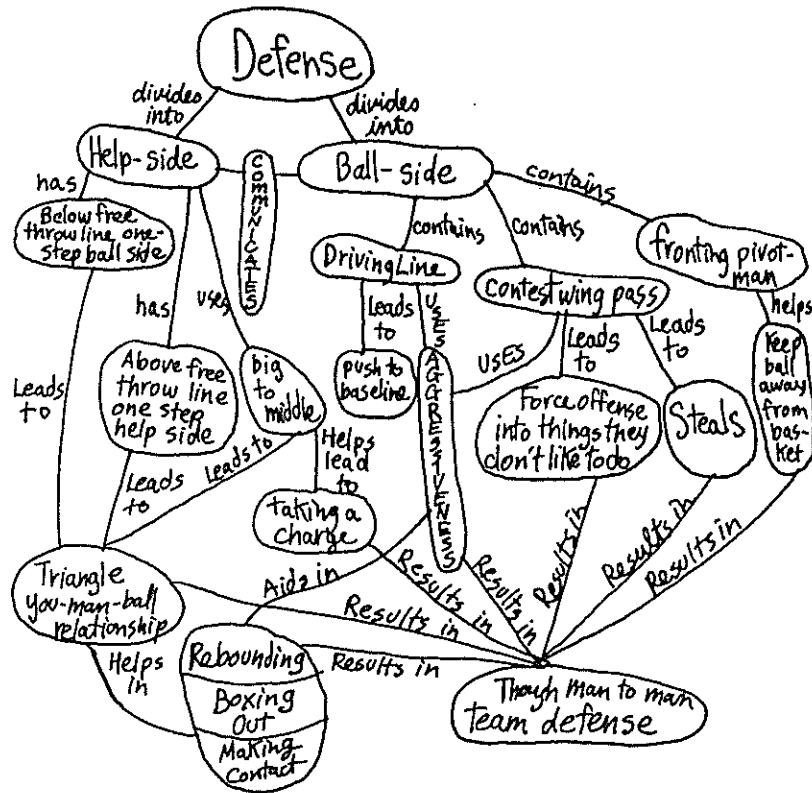 Defense
divides
into
divides
into
Help-side
COMMUNICATES
Ball-side
contains
has
Below free
throw line one-
step ball side
contains
contains
fronting pivot-
man
Driving Line
contest wing pass
has
uses
Leads
to
USES
USES
Leads
to
Leads
to
helps
Keep
ball
away
from
bas-
ket
Leads
to
Above free
throw line
one step
help side
big
to
middle
push to
baseline
AGGRESSIVENESS
Force offense
into things they
don't like to do
Steals
Leads
to
Leads to
Helps
lead
to
taking a
charge
Triangle
you-man-ball
relationship
Aids in
Results in
Results in
Results in
Results in
Results in
Results in
Helps
in
Rebounding
Results in
Boxing
Out
Making
Contact
Though Man to man
team defense